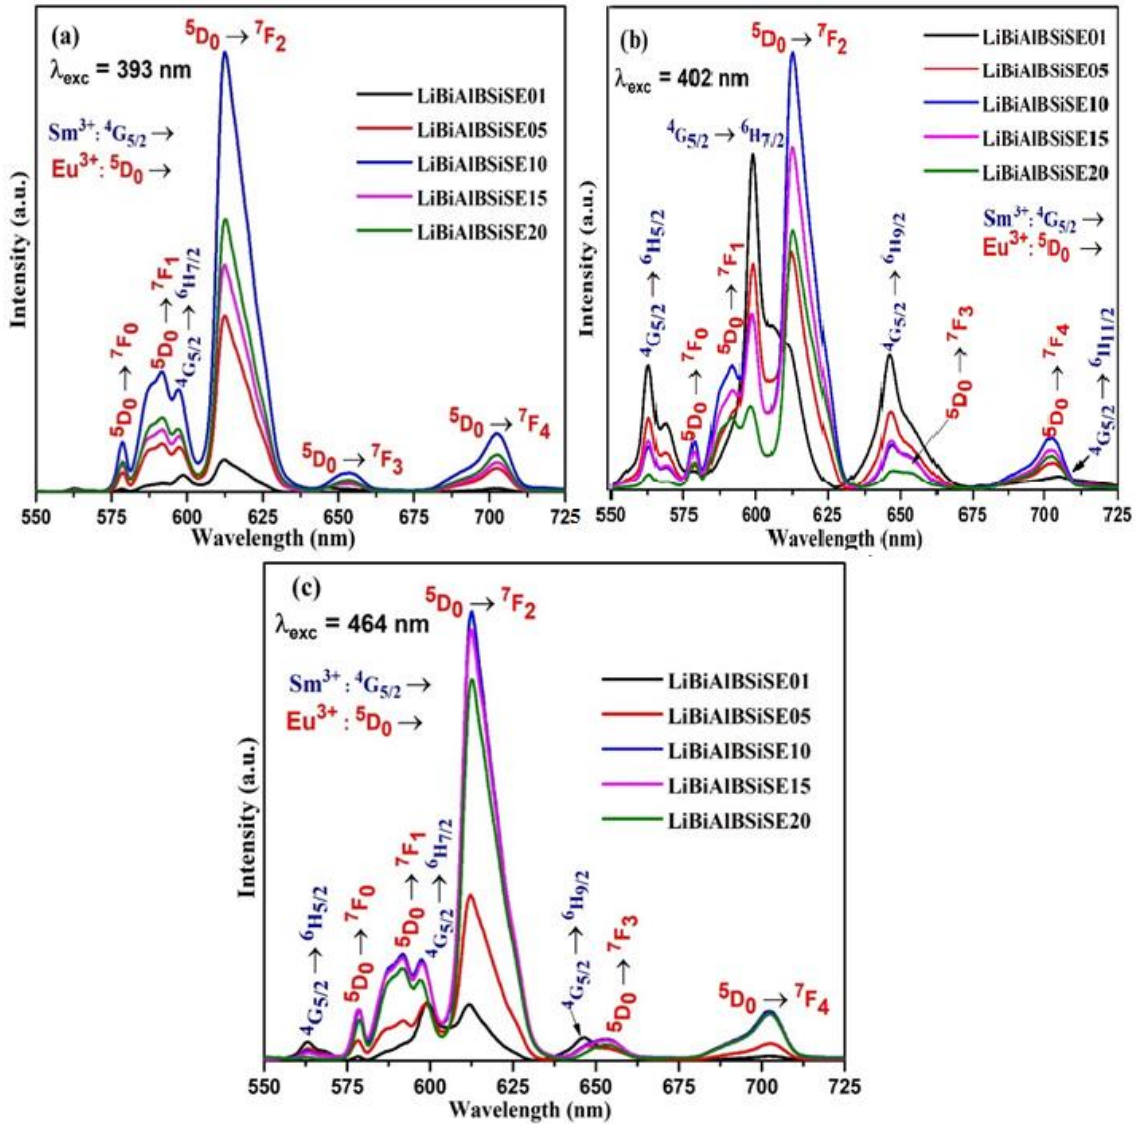 (a)
⁵D₀ → ⁷F₂
λexc = 393 nm
Sm³⁺: ⁴G₅/₂ →
Eu³⁺: ⁵D₀ →
LiBiAlBSiSE01
LiBiAlBSiSE05
LiBiAlBSiSE10
LiBiAlBSiSE15
LiBiAlBSiSE20
⁵D₀ → ⁷F₀
⁵D₀ → ⁷F₁
⁴G₅/₂ → ⁶H₇/₂
⁵D₀ → ⁷F₃
⁵D₀ → ⁷F₄
Intensity (a.u.)
550 575 600 625 650 675 700 725
Wavelength (nm)
(b)
⁵D₀ → ⁷F₂
λexc = 402 nm
⁴G₅/₂ → ⁶H₇/₂
LiBiAlBSiSE01
LiBiAlBSiSE05
LiBiAlBSiSE10
LiBiAlBSiSE15
LiBiAlBSiSE20
Sm³⁺: ⁴G₅/₂ →
Eu³⁺: ⁵D₀ →
⁴G₅/₂ → ⁶H₅/₂
⁵D₀ → ⁷F₀
⁵D₀ → ⁷F₁
⁴G₅/₂ → ⁶H₉/₂
⁵D₀ → ⁷F₃
⁵D₀ → ⁷F₄
⁴G₅/₂ → ⁶H₁₁/₂
Intensity (a.u.)
550 575 600 625 650 675 700 725
Wavelength (nm)
(c)
⁵D₀ → ⁷F₂
λexc = 464 nm
Sm³⁺: ⁴G₅/₂ →
Eu³⁺: ⁵D₀ →
LiBiAlBSiSE01
LiBiAlBSiSE05
LiBiAlBSiSE10
LiBiAlBSiSE15
LiBiAlBSiSE20
⁴G₅/₂ → ⁶H₅/₂
⁵D₀ → ⁷F₀
⁵D₀ → ⁷F₁
⁴G₅/₂ → ⁶H₇/₂
⁴G₅/₂ → ⁶H₉/₂
⁵D₀ → ⁷F₃
⁵D₀ → ⁷F₄
Intensity (a.u.)
550 575 600 625 650 675 700 725
Wavelength (nm)